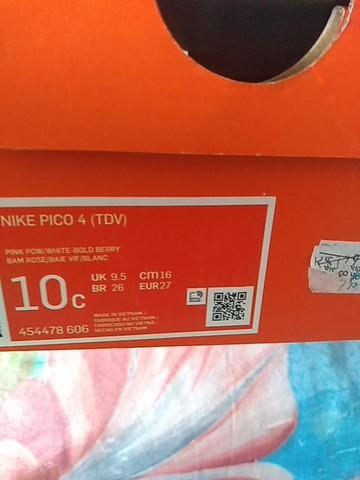 NIKE PICO 4 (TDV)
PINK POW/WHITE-BOLD BERRY
BAM ROSE/BAIE VIF/BLANC
10C
UK 9.5 cm16
BR 26 EUR27
454478 606
MADE IN VIETNAM /
FABRIQUE AU VIETNAM /
FABRICADO NO VIETNÃ /
HECHO EN VIETNAM